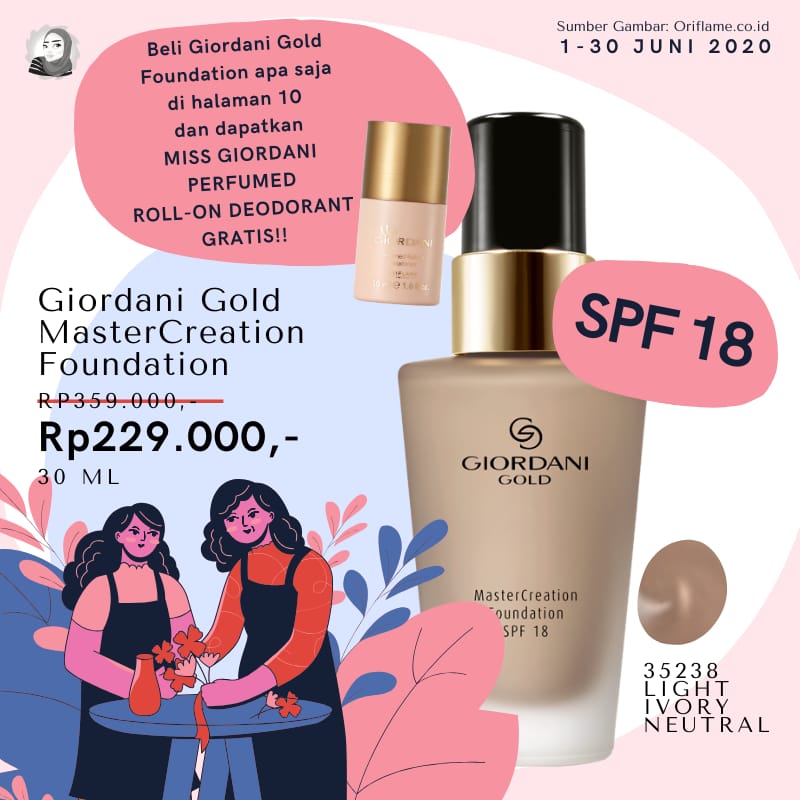 Sumber Gambar: Oriflame.co.id
1-30 JUNI 2020
Beli Giordani Gold
Foundation apa saja
di halaman 10
dan dapatkan
MISS GIORDANI
PERFUMED
ROLL-ON DEODORANT
GRATIS!!
GIORDANI
SPF 18
Giordani Gold
MasterCreation
Foundation
RP359.000,-
Rp229.000,-
30 ML
GIORDANI
GOLD
MasterCreation
Foundation
SPF 18
35238
LIGHT
IVORY
NEUTRAL